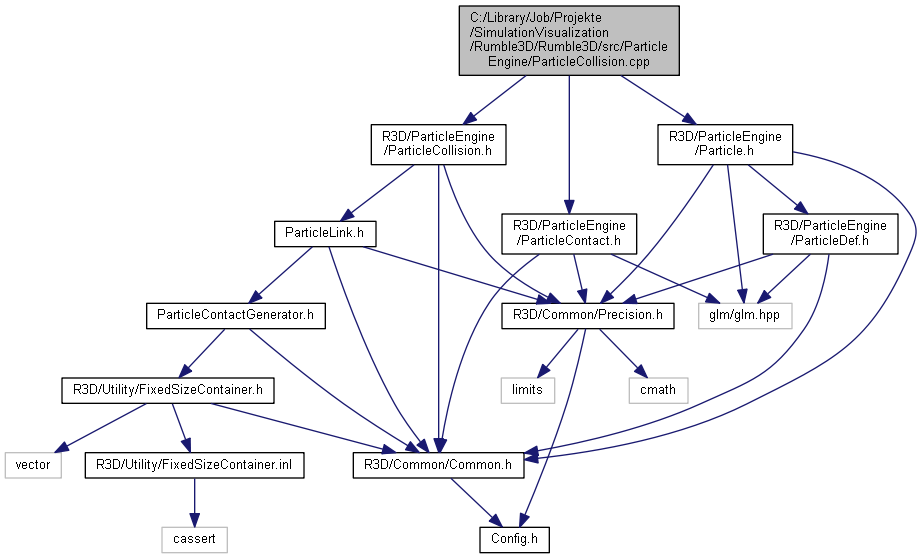 C:/Library/Job/Projekte
/SimulationVisualization
/Rumble3D/Rumble3D/src/Particle
Engine/ParticleCollision.cpp
R3D/ParticleEngine
/ParticleCollision.h
R3D/ParticleEngine
/Particle.h
ParticleLink.h
R3D/ParticleEngine
/ParticleContact.h
R3D/ParticleEngine
/ParticleDef.h
ParticleContactGenerator.h
R3D/Common/Precision.h
glm/glm.hpp
R3D/Utility/FixedSizeContainer.h
limits
cmath
vector
R3D/Utility/FixedSizeContainer.inl
R3D/Common/Common.h
cassert
Config.h